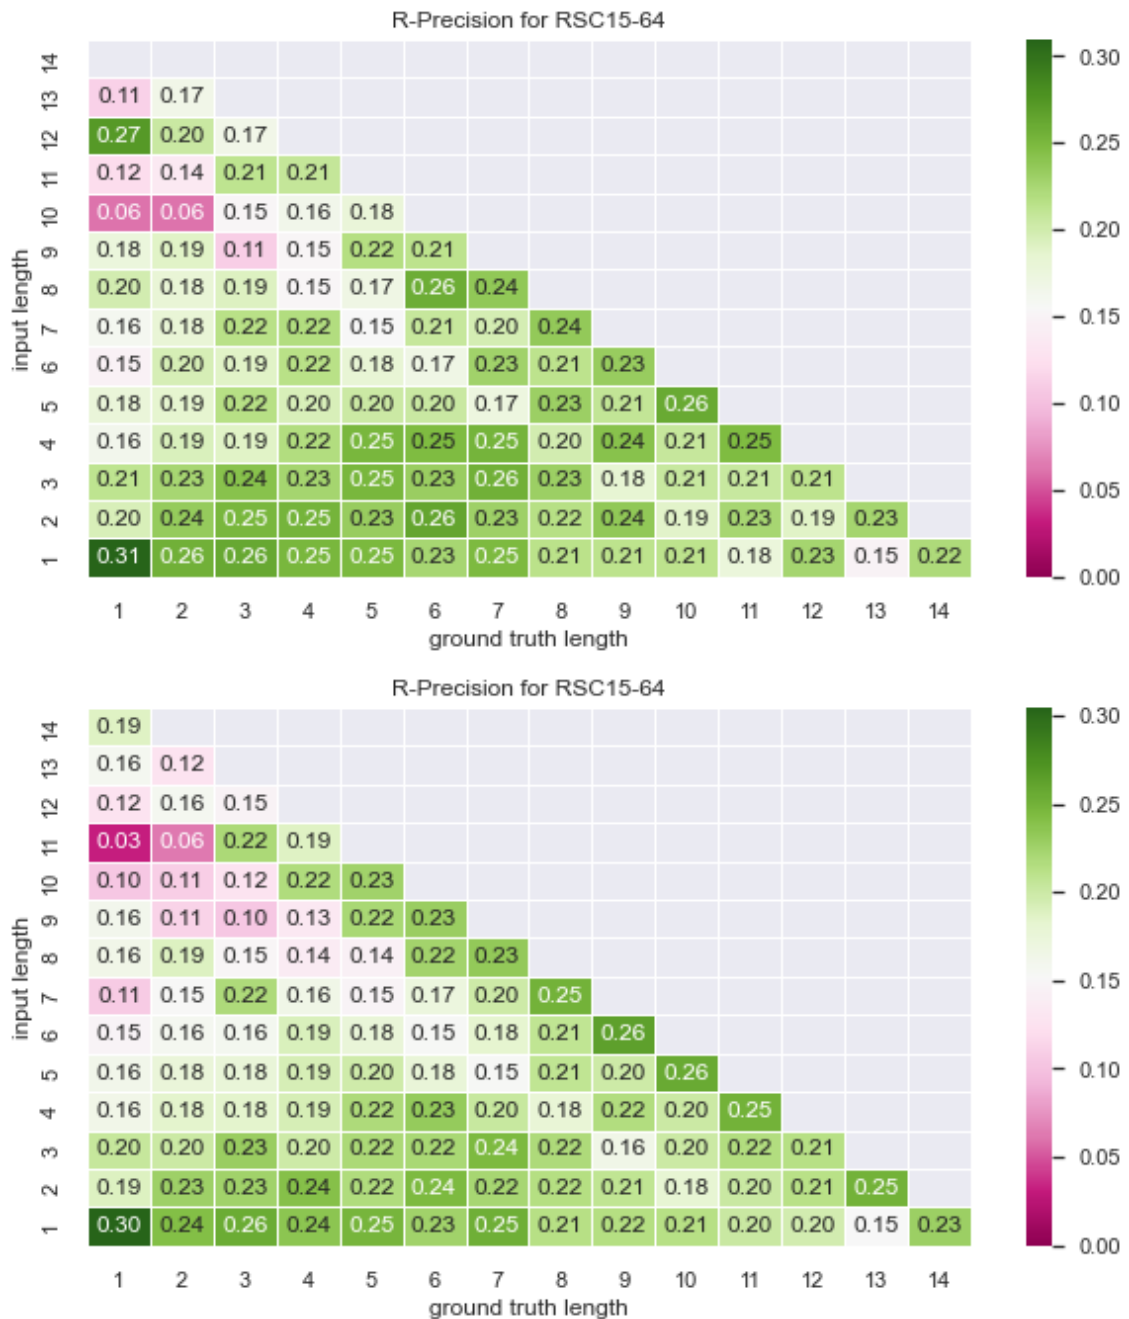 R-Precision for RSC15-64
input length
14
13 0.11 0.17
12 0.27 0.20 0.17
11 0.12 0.14 0.21 0.21
10 0.06 0.06 0.15 0.16 0.18
9 0.18 0.19 0.11 0.15 0.22 0.21
8 0.20 0.18 0.19 0.15 0.17 0.26 0.24
7 0.16 0.18 0.22 0.22 0.15 0.21 0.20 0.24
6 0.15 0.20 0.19 0.22 0.18 0.17 0.23 0.21 0.23
5 0.18 0.19 0.22 0.20 0.20 0.20 0.17 0.23 0.21 0.26
4 0.16 0.19 0.19 0.22 0.25 0.25 0.25 0.20 0.24 0.21 0.25
3 0.21 0.23 0.24 0.23 0.25 0.23 0.26 0.23 0.18 0.21 0.21 0.21
2 0.20 0.24 0.25 0.25 0.23 0.26 0.23 0.22 0.24 0.19 0.23 0.19 0.23
1 0.31 0.26 0.26 0.25 0.25 0.23 0.25 0.21 0.21 0.21 0.18 0.23 0.15 0.22
1 2 3 4 5 6 7 8 9 10 11 12 13 14
ground truth length
0.30
0.25
0.20
0.15
0.10
0.05
0.00
R-Precision for RSC15-64
input length
14 0.19
13 0.16 0.12
12 0.12 0.16 0.15
11 0.03 0.06 0.22 0.19
10 0.10 0.11 0.12 0.22 0.23
9 0.16 0.11 0.10 0.13 0.22 0.23
8 0.16 0.19 0.15 0.14 0.14 0.22 0.23
7 0.11 0.15 0.22 0.16 0.15 0.17 0.20 0.25
6 0.15 0.16 0.16 0.19 0.18 0.15 0.18 0.21 0.26
5 0.16 0.18 0.18 0.19 0.20 0.18 0.15 0.21 0.20 0.26
4 0.16 0.18 0.18 0.19 0.22 0.23 0.20 0.18 0.22 0.20 0.25
3 0.20 0.20 0.23 0.20 0.22 0.22 0.24 0.22 0.16 0.20 0.22 0.21
2 0.19 0.23 0.23 0.24 0.22 0.24 0.22 0.22 0.21 0.18 0.20 0.21 0.25
1 0.30 0.24 0.26 0.24 0.25 0.23 0.25 0.21 0.22 0.21 0.20 0.20 0.15 0.23
1 2 3 4 5 6 7 8 9 10 11 12 13 14
ground truth length
0.30
0.25
0.20
0.15
0.10
0.05
0.00